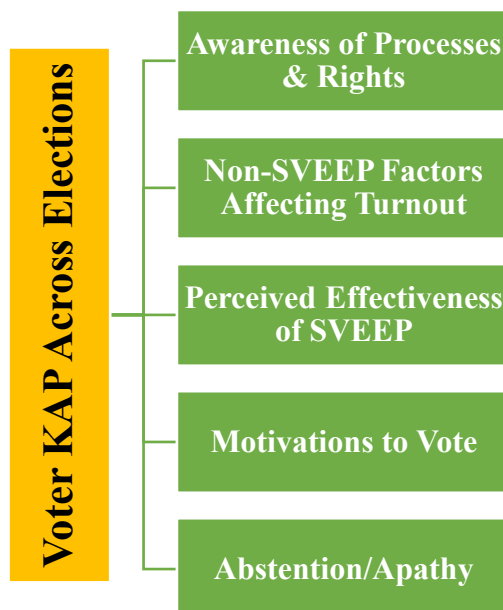 Voter KAP Across Elections
Awareness of Processes
& Rights
Non-SVEEP Factors
Affecting Turnout
Perceived Effectiveness
of SVEEP
Motivations to Vote
Abstention/Apathy